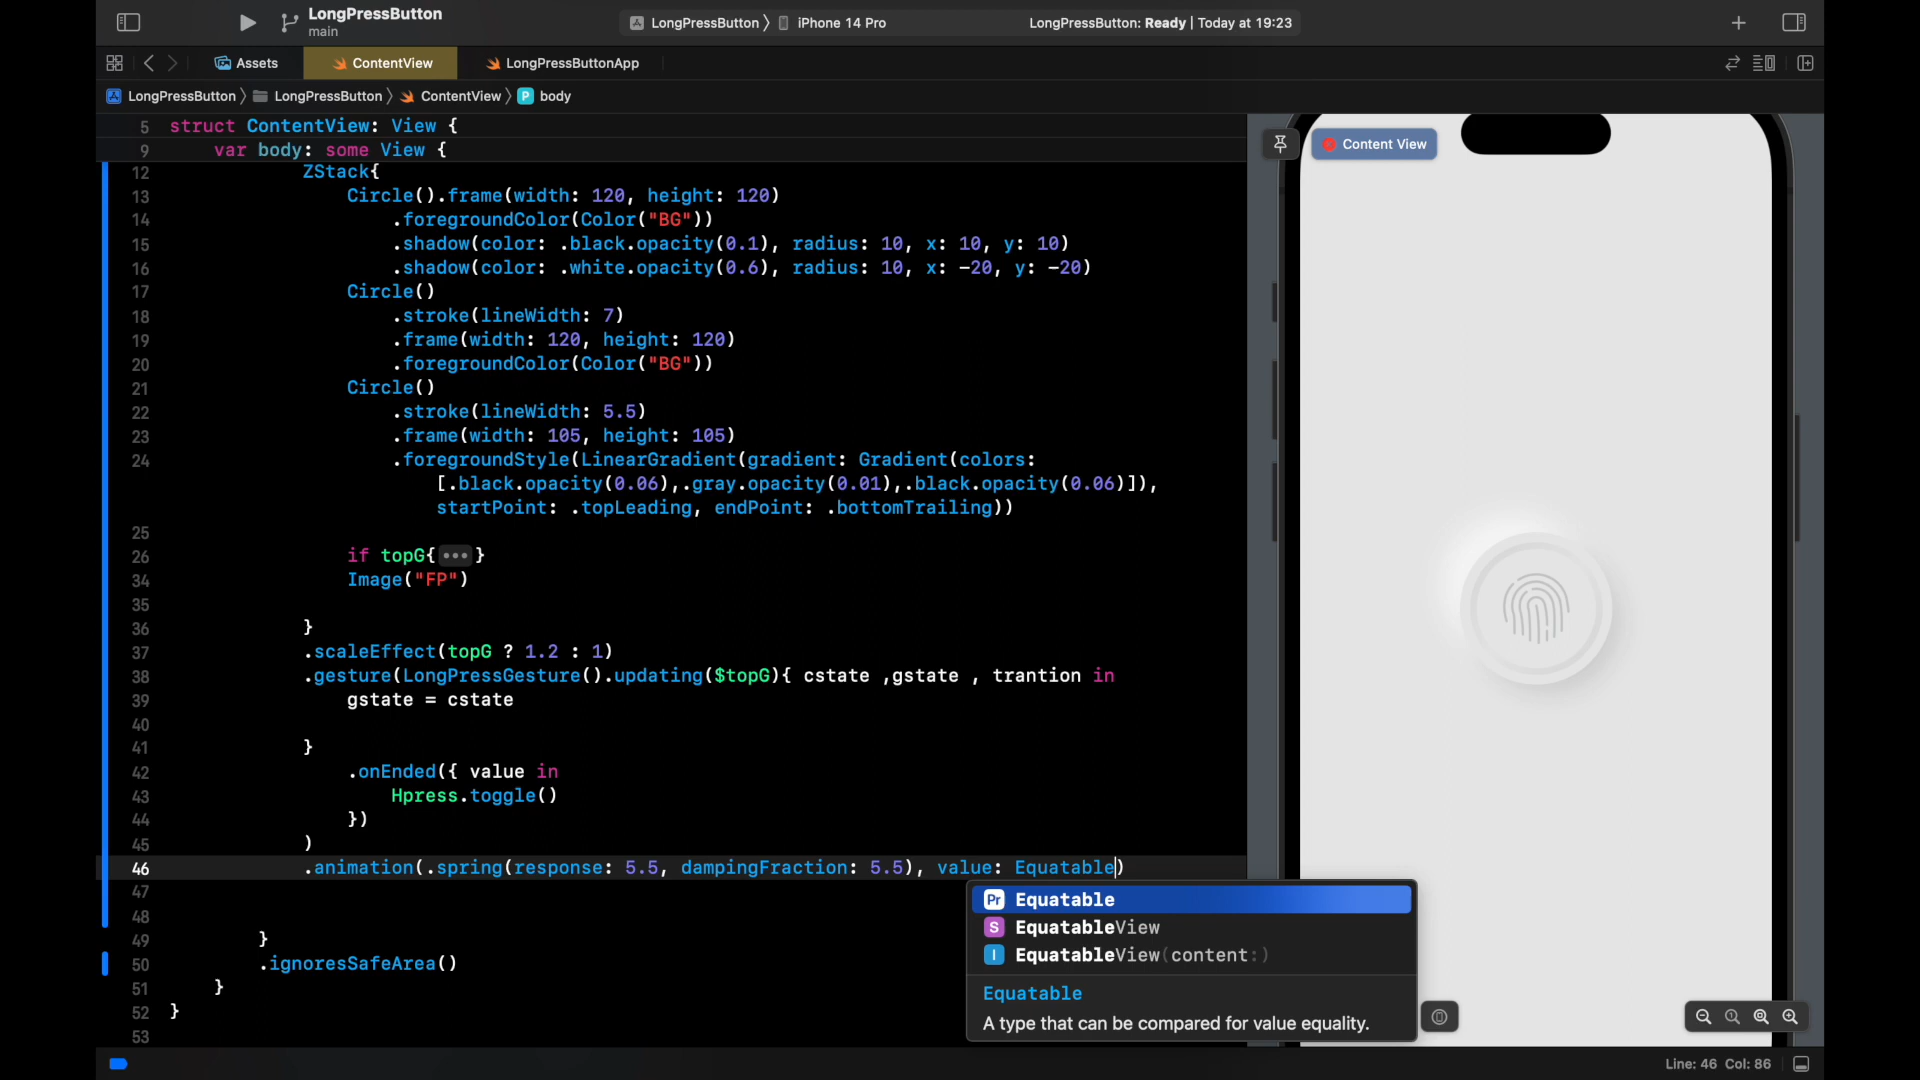 LongPressButton
main
LongPressButton 〉 iPhone 14 Pro
LongPressButton: Ready | Today at 19:23
Assets
ContentView
LongPressButtonApp
LongPressButton 〉 LongPressButton 〉 ContentView 〉 P body
5 struct ContentView: View {
9 var body: some View {
12 ZStack{
13 Circle().frame(width: 120, height: 120)
14 .foregroundColor(Color("BG"))
15 .shadow(color: .black.opacity(0.1), radius: 10, x: 10, y: 10)
16 .shadow(color: .white.opacity(0.6), radius: 10, x: -20, y: -20)
17 Circle()
18 .stroke(lineWidth: 7)
19 .frame(width: 120, height: 120)
20 .foregroundColor(Color("BG"))
21 Circle()
22 .stroke(lineWidth: 5.5)
23 .frame(width: 105, height: 105)
24 .foregroundStyle(LinearGradient(gradient: Gradient(colors:
[.black.opacity(0.06),.gray.opacity(0.01),.black.opacity(0.06)]),
startPoint: .topLeading, endPoint: .bottomTrailing))
25
26 if topG{•••}
34 Image("FP")
35
36 }
37 .scaleEffect(topG ? 1.2 : 1)
38 .gesture(LongPressGesture().updating($topG){ cstate ,gstate , trantion in
39 gstate = cstate
40
41 }
42 .onEnded({ value in
43 Hpress.toggle()
44 })
45 )
46 .animation(.spring(response: 5.5, dampingFraction: 5.5), value: Equatable)
47
48
49 }
50 .ignoresSafeArea()
51 }
52 }
53
Pr Equatable
S EquatableView
I EquatableView(content:)
Equatable
A type that can be compared for value equality.
Content View
Line: 46 Col: 86